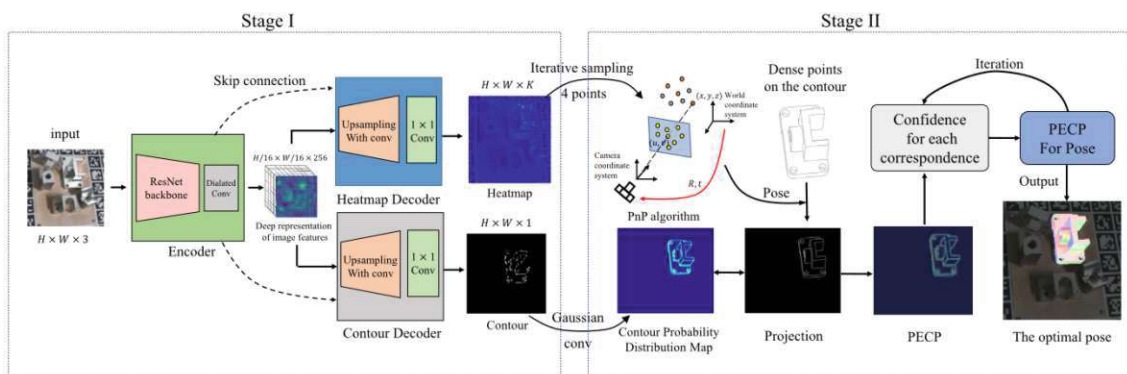 Stage I
Stage II
Skip connection
input
H × W × 3
ResNet
backbone
Dialated
Conv
Encoder
H/16 × W/16 × 256
Deep representation
of image features
Upsampling
With conv
1 × 1
Conv
Heatmap Decoder
Upsampling
With conv
1 × 1
Conv
Contour Decoder
H × W × K
Heatmap
H × W × 1
Contour
Iterative sampling
4 points
Gaussian
conv
(x, y, z)
World
coordinate
system
Camera
coordinate
system
R, t
PnP algorithm
Dense points
on the contour
Pose
Contour Probability
Distribution Map
Projection
Iteration
Confidence
for each
correspondence
PECP
For Pose
Output
PECP
The optimal pose